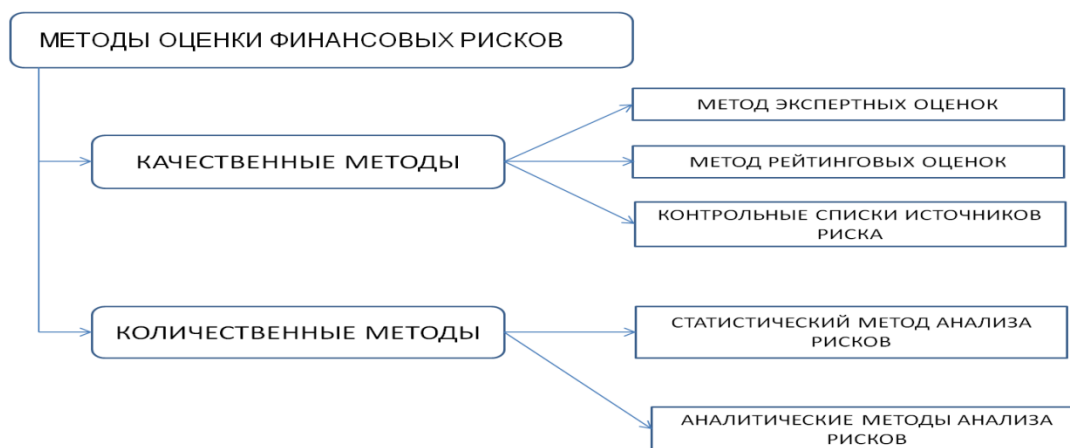 МЕТОДЫ ОЦЕНКИ ФИНАНСОВЫХ РИСКОВ
КАЧЕСТВЕННЫЕ МЕТОДЫ
МЕТОД ЭКСПЕРТНЫХ ОЦЕНОК
МЕТОД РЕЙТИНГОВЫХ ОЦЕНОК
КОНТРОЛЬНЫЕ СПИСКИ ИСТОЧНИКОВ
РИСКА
КОЛИЧЕСТВЕННЫЕ МЕТОДЫ
СТАТИСТИЧЕСКИЙ МЕТОД АНАЛИЗА
РИСКОВ
АНАЛИТИЧЕСКИЕ МЕТОДЫ АНАЛИЗА
РИСКОВ